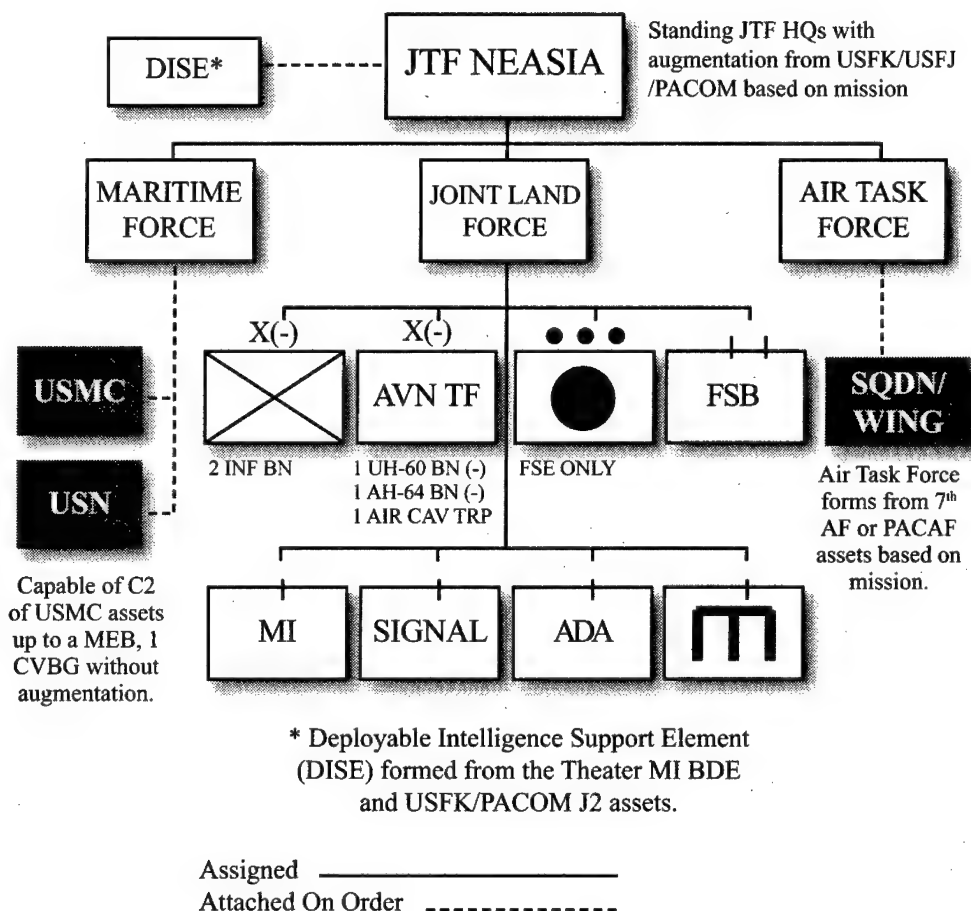 DISE*
JTF NEASIA
Standing JTF HQs with
augmentation from USFK/USFJ
/PACOM based on mission
MARITIME
FORCE
JOINT LAND
FORCE
AIR TASK
FORCE
X(-)
X(-)
USMC
AVN TF
FSB
SQDN/
WING
2 INF BN
1 UH-60 BN (-)
1 AH-64 BN (-)
1 AIR CAV TRP
FSE ONLY
USN
Air Task Force
forms from 7th
AF or PACAF
assets based on
mission.
Capable of C2
of USMC assets
up to a MEB, 1
CVBG without
augmentation.
MI
SIGNAL
ADA
* Deployable Intelligence Support Element
(DISE) formed from the Theater MI BDE
and USFK/PACOM J2 assets.
Assigned
Attached On Order